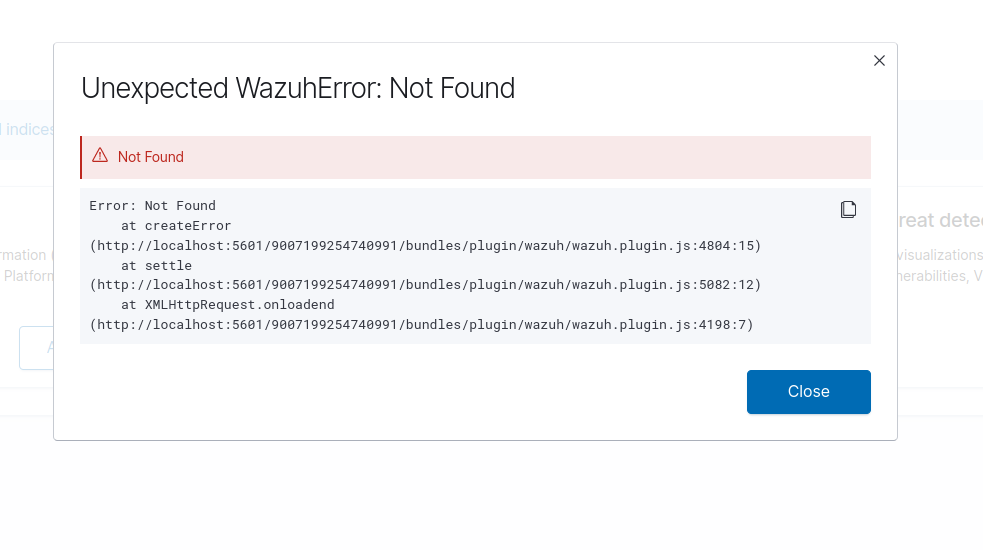 Unexpected WazuhError: Not Found
Not Found
Error: Not Found
at createError
(http://localhost:5601/9007199254740991/bundles/plugin/wazuh/wazuh.plugin.js:4804:15)
at settle
(http://localhost:5601/9007199254740991/bundles/plugin/wazuh/wazuh.plugin.js:5082:12)
at XMLHttpRequest.onloadend
(http://localhost:5601/9007199254740991/bundles/plugin/wazuh/wazuh.plugin.js:4198:7)
Close
indices
reat dete
rmation (
visualizations
Platforn
nerabilities, V
A